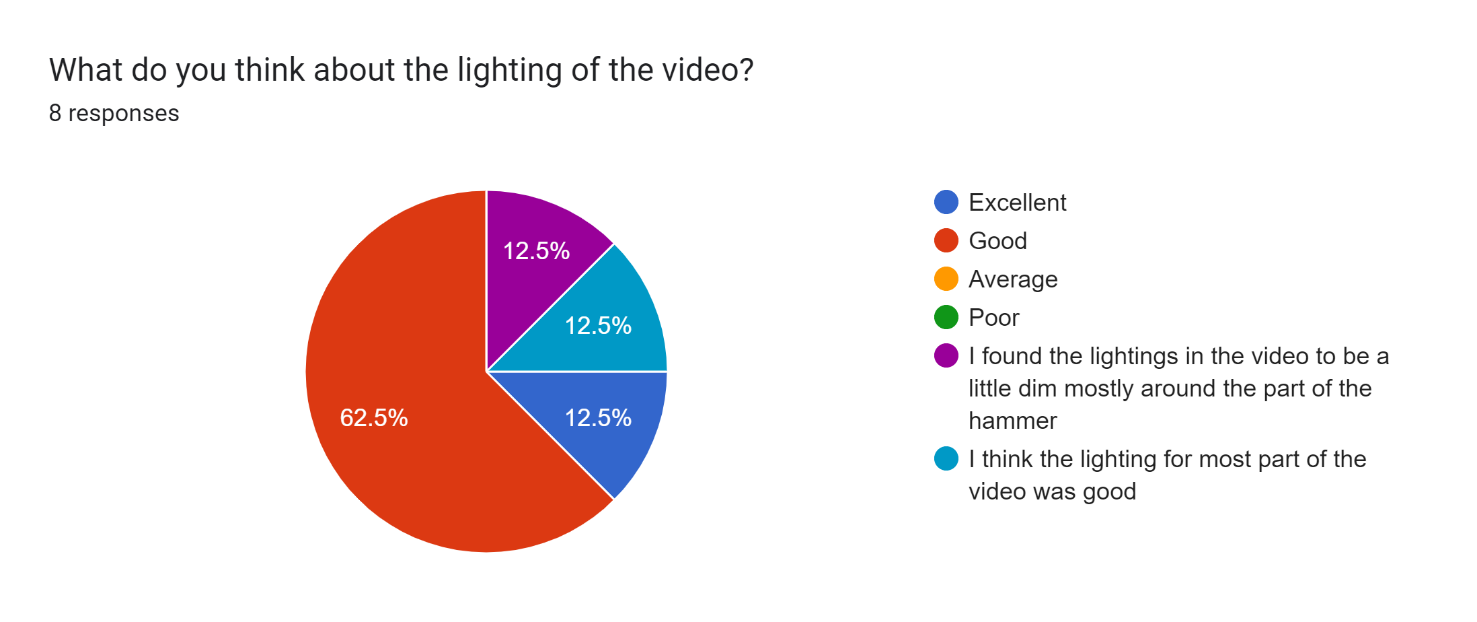 What do you think about the lighting of the video?
8 responses
12.5%
12.5%
62.5%
12.5%
Excellent
Good
Average
Poor
I found the lightings in the video to be a
little dim mostly around the part of the
hammer
I think the lighting for most part of the
video was good